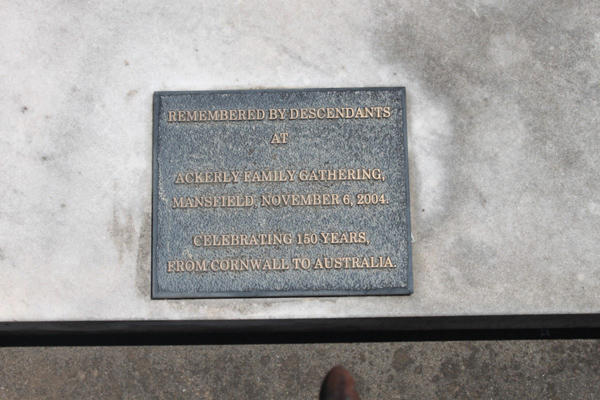 REMEMBERED BY DESCENDANTS
AT
ACKERLY FAMILY GATHERING,
MANSFIELD, NOVEMBER 6, 2004.
CELEBRATING 150 YEARS,
FROM CORNWALL TO AUSTRALIA.